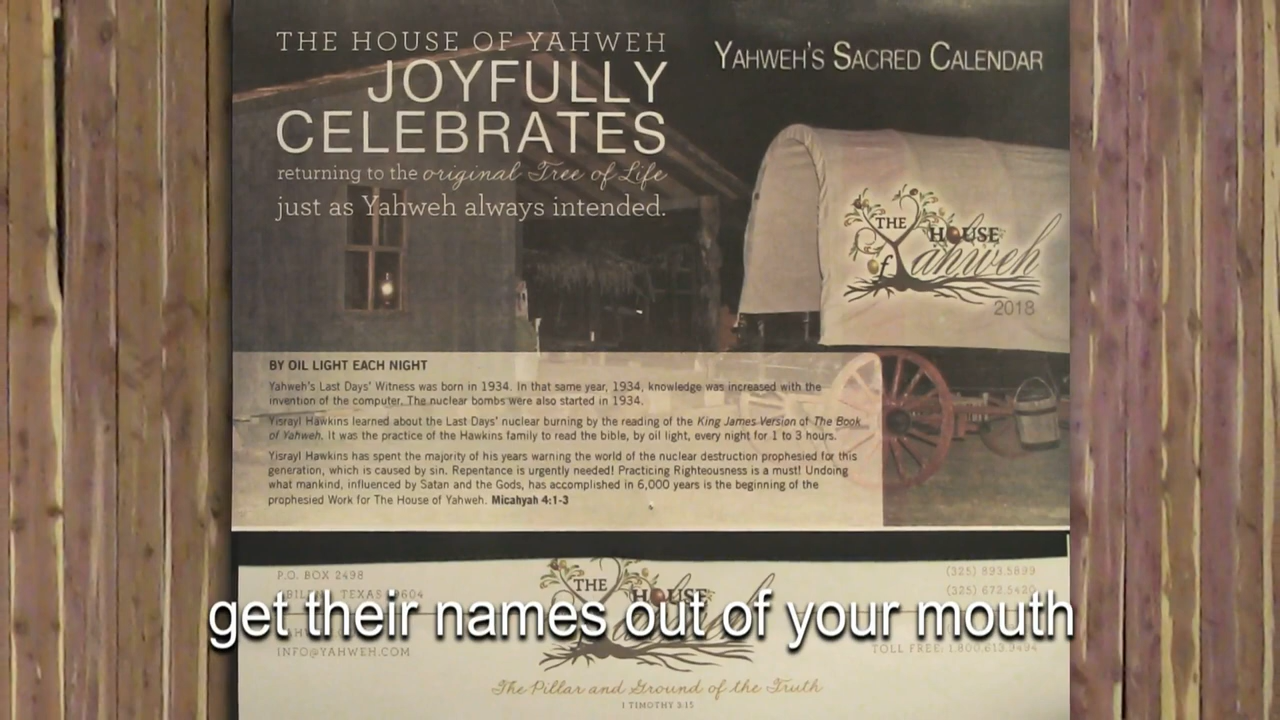 THE HOUSE OF YAHWEH
JOYFULLY
CELEBRATES
returning to the original Tree of Life
just as Yahweh always intended.
YAHWEH'S SACRED CALENDAR
THE HOUSE
of Yahweh
2018
BY OIL LIGHT EACH NIGHT
Yahweh's Last Days' Witness was born in 1934. In that same year, 1934, knowledge was increased with the
invention of the computer. The nuclear bombs were also started in 1934.
Yisrayl Hawkins learned about the Last Days' nuclear burning by the reading of the King James Version of The Book
of Yahweh. It was the practice of the Hawkins family to read the bible, by oil light, every night for 1 to 3 hours.
Yisrayl Hawkins has spent the majority of his years warning the world of the nuclear destruction prophesied for this
generation, which is caused by sin. Repentance is urgently needed! Practicing Righteousness is a must! Undoing
what mankind, influenced by Satan and the Gods, has accomplished in 6,000 years is the beginning of the
prophesied Work for The House of Yahweh. Micahyah 4:1-3
P.O. BOX 2498
TEXAS
(325) 893.5899
(325) 672.5420
THE HOUSE
get their names out of your mouth
INFO@YAHWEH.COM
TOLL FREE: 1.800.613.9494
The Pillar and Ground of the Truth
1 TIMOTHY 3:15